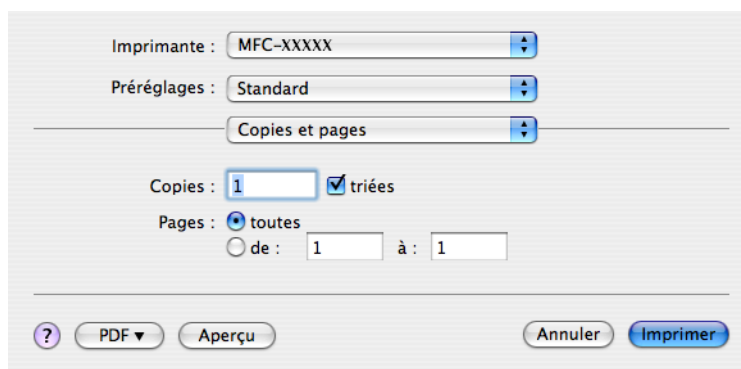 Imprimante : MFC-XXXXX
Préréglages : Standard
Copies et pages
Copies : 1 triées
Pages : toutes
de : 1 à : 1
? PDF ▼ Aperçu Annuler Imprimer